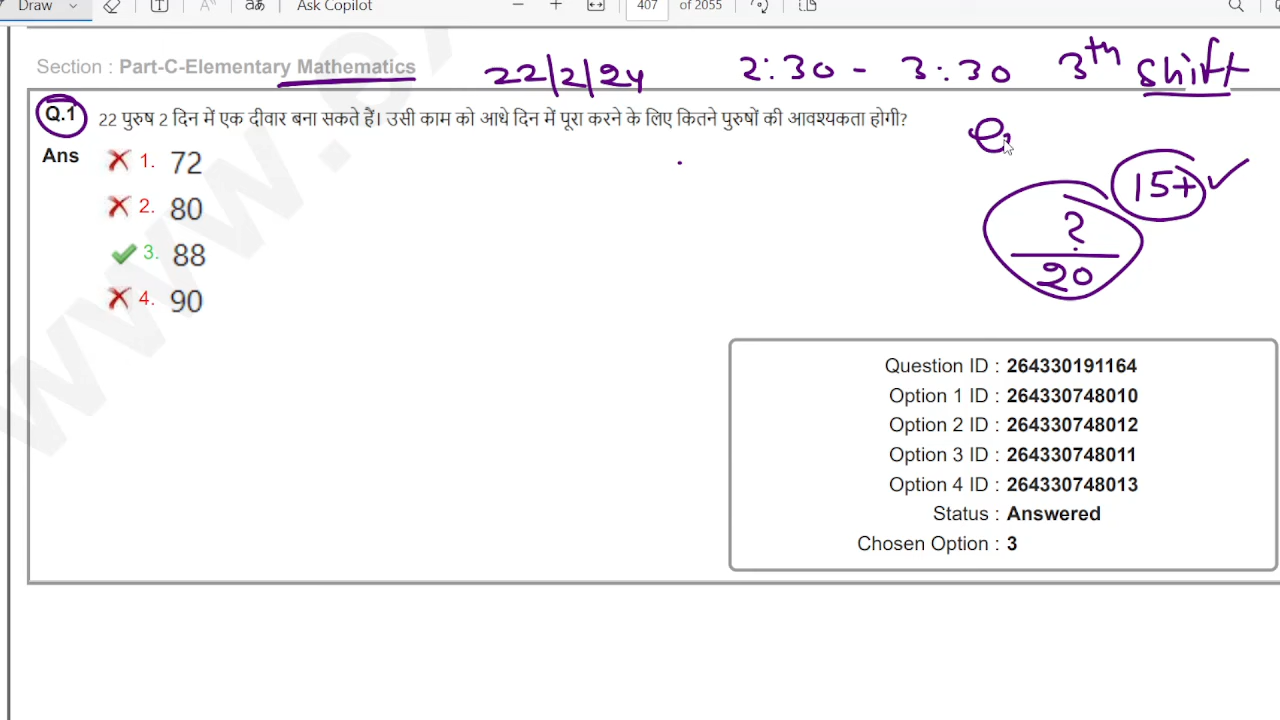 Draw
Ask Copilot
407 of 2055
Section : Part-C-Elementary Mathematics 22/2/24 2:30 - 3:30 3th shift
Q.1 22 पुरुष 2 दिन में एक दीवार बना सकते हैं। उसी काम को आधे दिन में पूरा करने के लिए कितने पुरुषों की आवश्यकता होगी?
Ans 1. 72
2. 80
3. 88
4. 90
15+
?
20
Question ID : 264330191164
Option 1 ID : 264330748010
Option 2 ID : 264330748012
Option 3 ID : 264330748011
Option 4 ID : 264330748013
Status : Answered
Chosen Option : 3